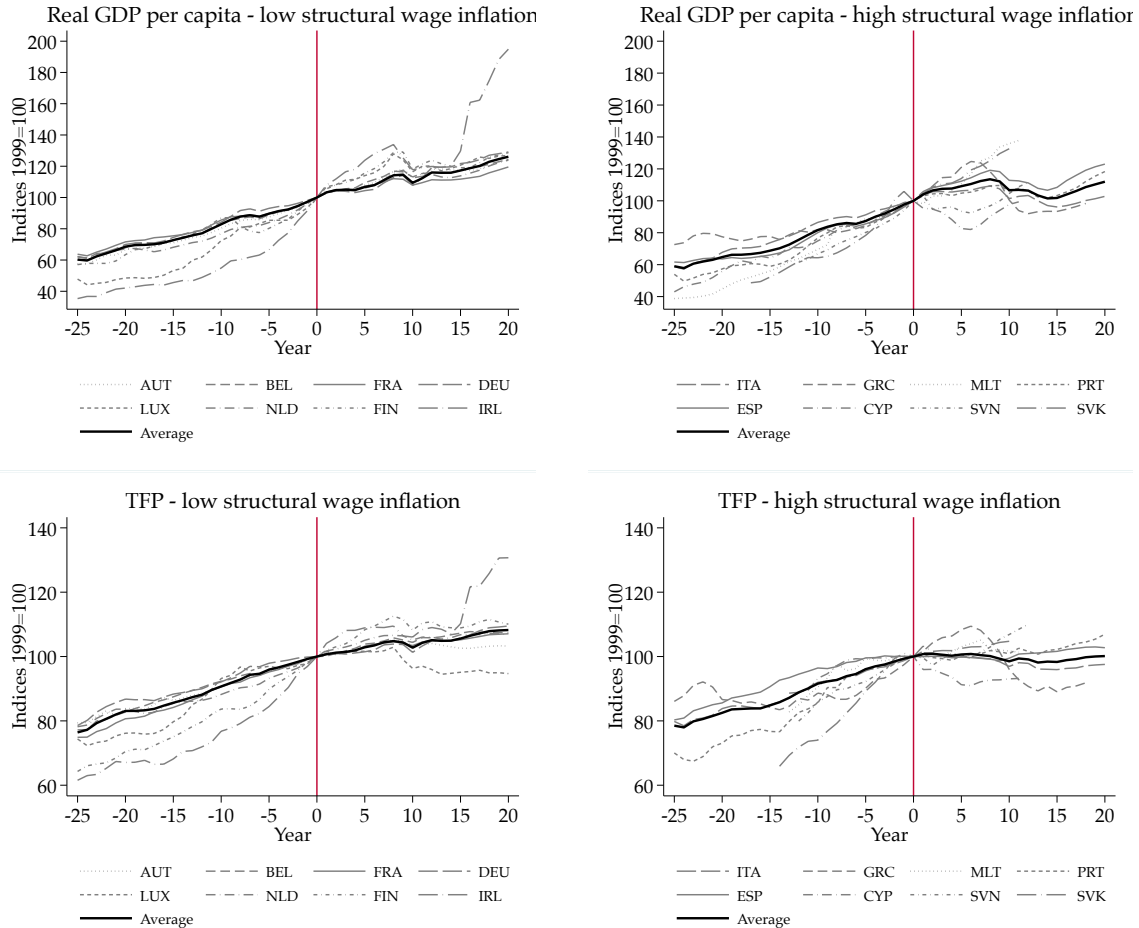 Real GDP per capita - low structural wage inflation
Indices 1999=100
200
180
160
140
120
100
80
60
40
-25 -20 -15 -10 -5 0 5 10 15 20
Year
AUT BEL FRA DEU
LUX NLD FIN IRL
Average
Real GDP per capita - high structural wage inflation
Indices 1999=100
200
180
160
140
120
100
80
60
40
-25 -20 -15 -10 -5 0 5 10 15 20
Year
ITA GRC MLT PRT
ESP CYP SVN SVK
Average
TFP - low structural wage inflation
Indices 1999=100
140
120
100
80
60
-25 -20 -15 -10 -5 0 5 10 15 20
Year
AUT BEL FRA DEU
LUX NLD FIN IRL
Average
TFP - high structural wage inflation
Indices 1999=100
140
120
100
80
60
-25 -20 -15 -10 -5 0 5 10 15 20
Year
ITA GRC MLT PRT
ESP CYP SVN SVK
Average